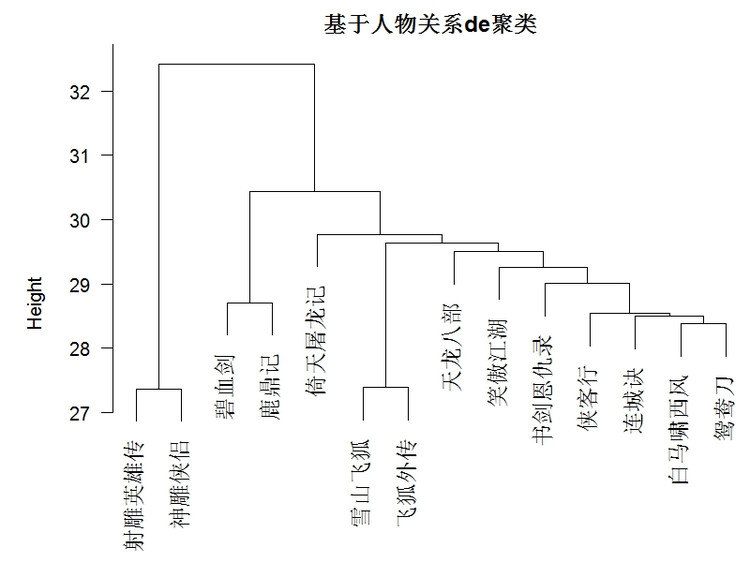 基于人物关系de聚类
Height
32
31
30
29
28
27
射雕英雄传
神雕侠侣
碧血剑
鹿鼎记
倚天屠龙记
雪山飞狐
飞狐外传
天龙八部
笑傲江湖
书剑恩仇录
侠客行
连城诀
白马啸西风
鸳鸯刀